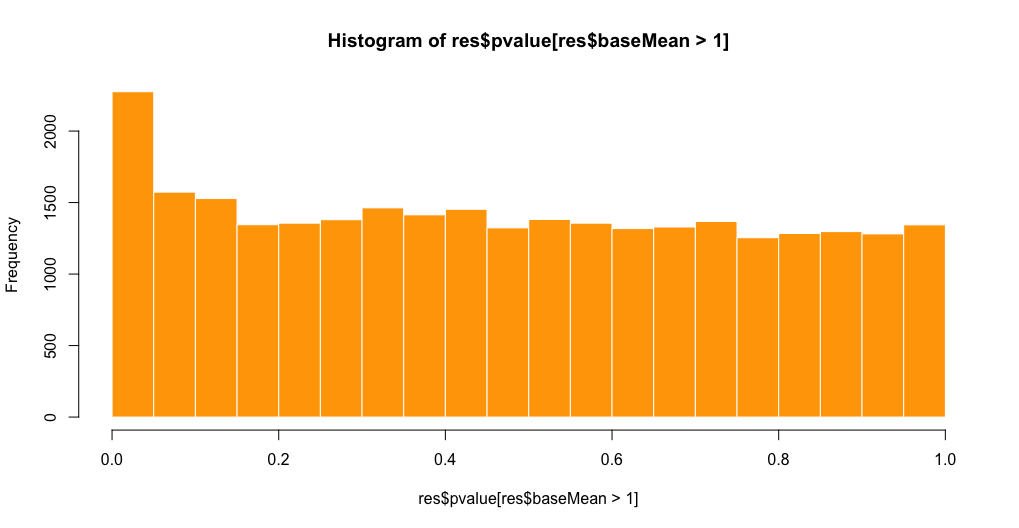 Histogram of res$pvalue[res$baseMean > 1]
Frequency
2000
1500
1000
500
0
0.0 0.2 0.4 0.6 0.8 1.0
res$pvalue[res$baseMean > 1]